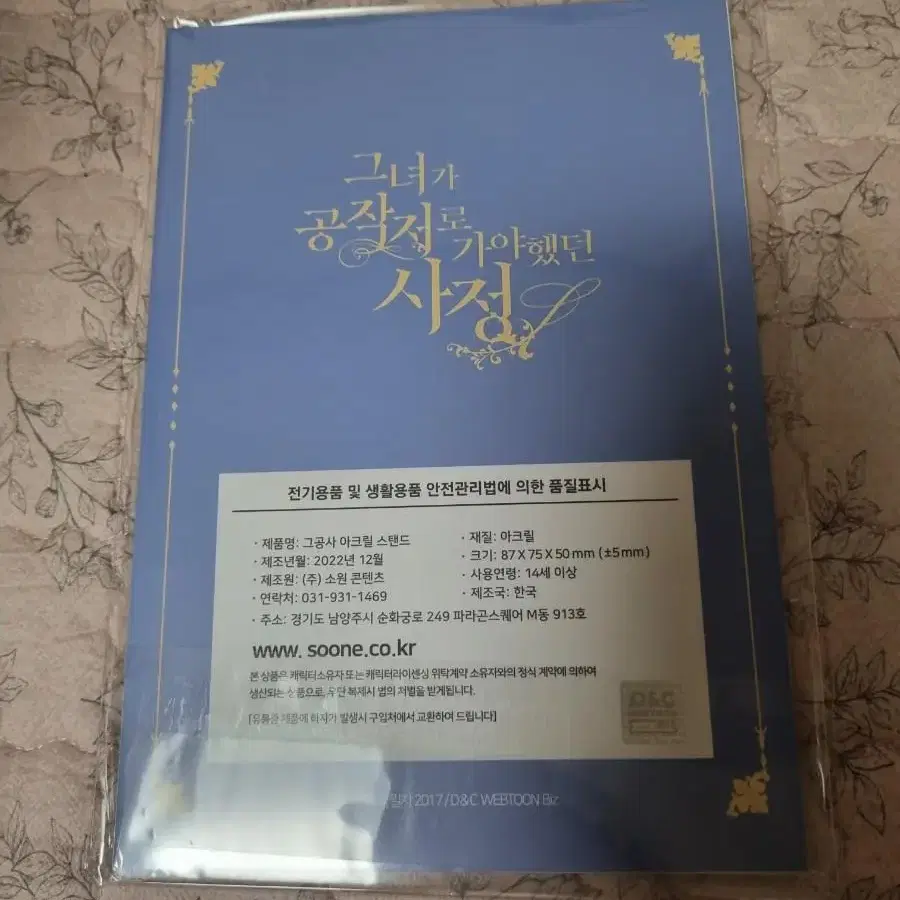 그녀가
공작저로
가야했던
사정
전기용품 및 생활용품 안전관리법에 의한 품질표시
· 제품명: 그공사 아크릴 스탠드
· 제조년월: 2022년 12월
· 제조원: (주) 소원 콘텐츠
· 연락처: 031-931-1469
· 재질: 아크릴
· 크기: 87 X 75 X 50 mm (±5mm)
· 사용연령: 14세 이상
· 제조국: 한국
· 주소: 경기도 남양주시 순화궁로 249 파라곤스퀘어 M동 913호
www. soone.co.kr
본 상품은 캐릭터소유자 또는 캐릭터라이센싱 위탁계약 소유자와의 정식 계약에 의하여
생산되는 상품으로, 무단 복제시 법의 처벌을 받게됩니다.
[유통중 제품에 하자가 발생시 구입처에서 교환하여 드립니다]
D&C
2017/D&C WEBTOON Biz